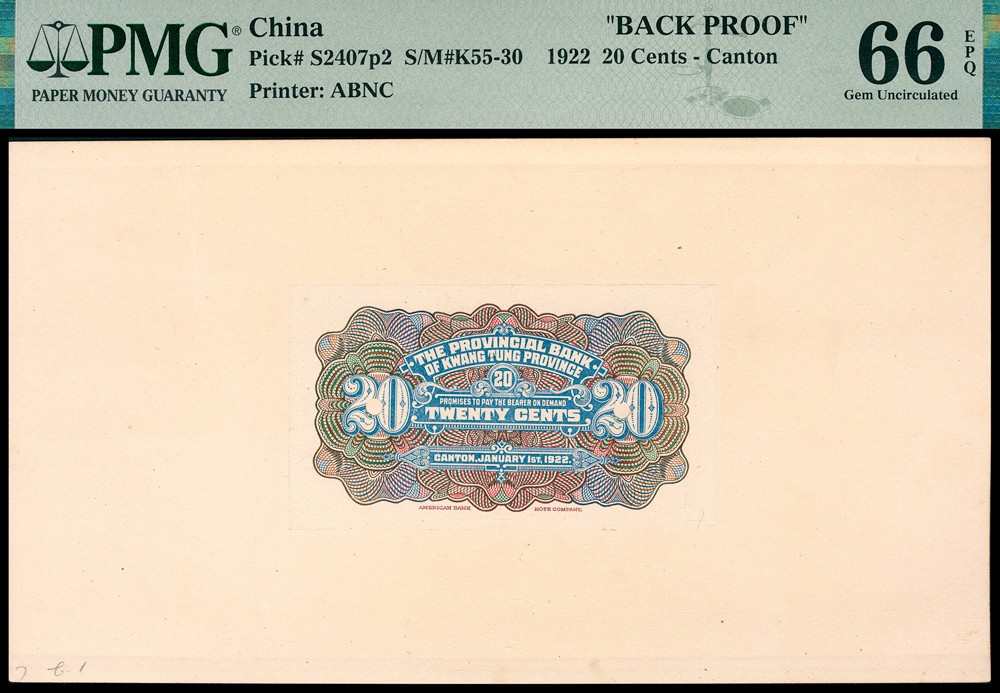 PMG®
PAPER MONEY GUARANTY
China
Pick# S2407p2 S/M#K55-30
Printer: ABNC
"BACK PROOF"
1922 20 Cents - Canton
66 EPQ
Gem Uncirculated
THE PROVINCIAL BANK
OF KWANG TUNG PROVINCE
20
20
20
PROMISES TO PAY THE BEARER ON DEMAND
TWENTY CENTS
CANTON, JANUARY 1ST, 1922.
AMERICAN BANK NOTE COMPANY.